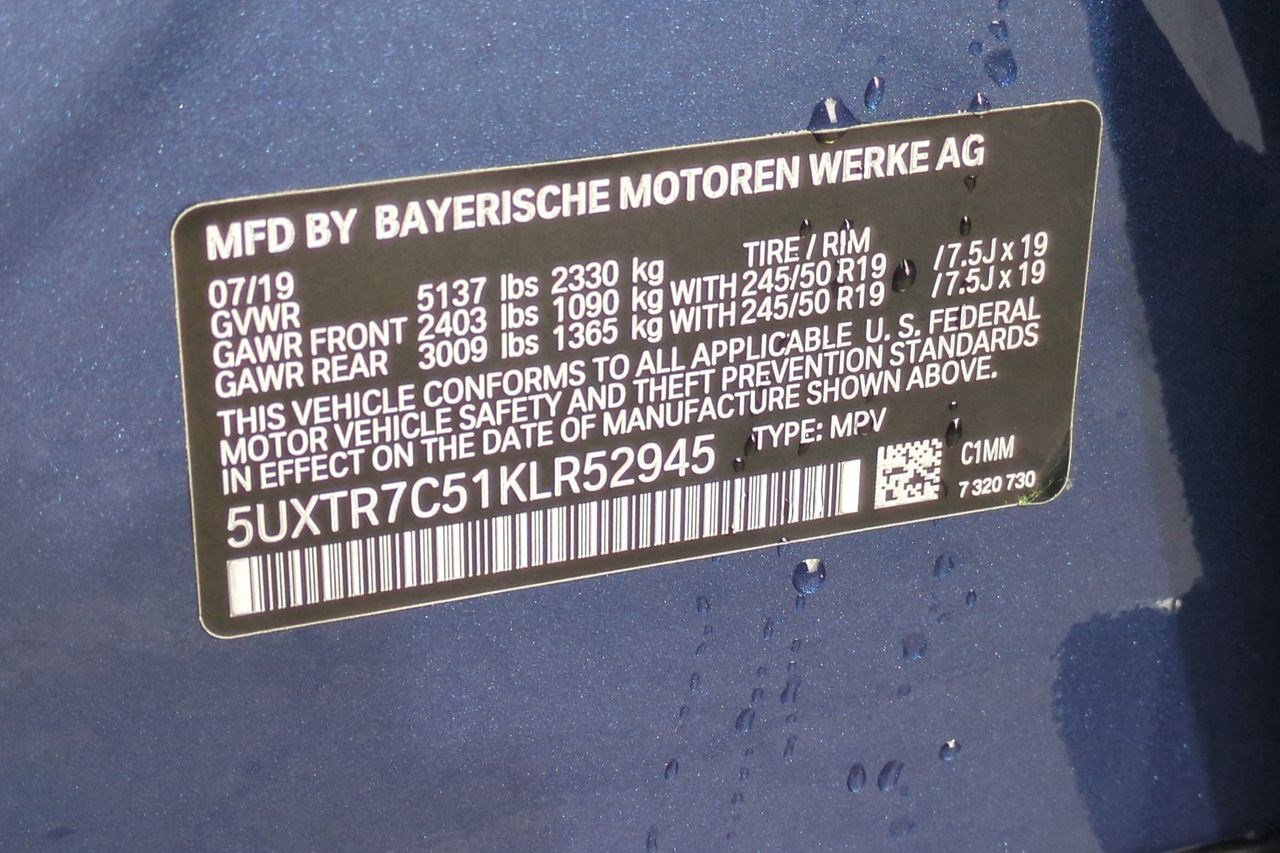 MFD BY BAYERISCHE MOTOREN WERKE AG
07/19 TIRE / RIM
GVWR 5137 lbs 2330 kg
GAWR FRONT 2403 lbs 1090 kg WITH 245/50 R19 /7.5J x 19
GAWR REAR 3009 lbs 1365 kg WITH 245/50 R19 /7.5J x 19
THIS VEHICLE CONFORMS TO ALL APPLICABLE U. S. FEDERAL
MOTOR VEHICLE SAFETY AND THEFT PREVENTION STANDARDS
IN EFFECT ON THE DATE OF MANUFACTURE SHOWN ABOVE.
5UXTR7C51KLR52945 TYPE: MPV
C1MM
7 320 730